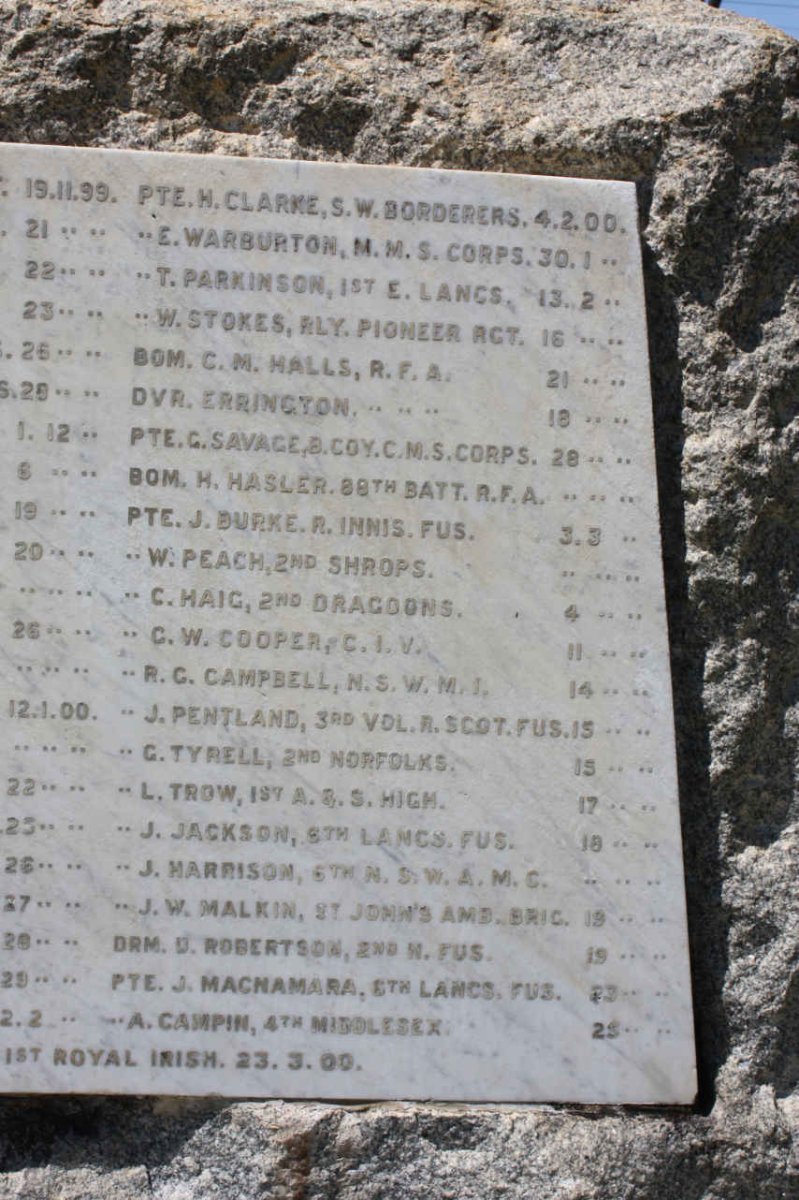 19.11.99. PTE. H. CLARKE, S. W. BORDERERS. 4.2.00.
21 " " " E. WARBURTON, M. M. S. CORPS. 30. 1 "
22 " " " T. PARKINSON, 1ST E. LANCS. 13. 2 "
23 " " " W. STOKES, RLY. PIONEER RGT. 16 " "
26 " " BOM. C. M. HALLS, R. F. A. 21 " "
" " DVR. ERRINGTON. " " " 18 " "
1. 12 " PTE. G. SAVAGE, B. COY. C. M. S. CORPS. 28 " "
" " BOM. H. HASLER. 88TH BATT. R. F. A. " " "
19 " " PTE. J. BURKE. R. INNIS. FUS. 3. 3 "
20 " " " W. PEACH, 2ND SHROPS. " " "
" " " " C. HAIG, 2ND DRAGOONS. 4 " "
26 " " " G. W. COOPER, C. I. V. 11 " "
" " " " R. G. CAMPBELL, N. S. W. M. I. 14 " "
12.1.00. " J. PENTLAND, 3RD VOL. R. SCOT. FUS. 15 " "
" " " " G. TYRELL, 2ND NORFOLKS. 15 " "
22 " " " L. TROW, 1ST A. & S. HIGH. 17 " "
25 " " " J. JACKSON, 6TH LANCS. FUS. 18 " "
26 " " " J. HARRISON, 6TH N. S. W. A. M. C. " " "
27 " " " J. W. MALKIN, ST JOHN'S AMB. BRIG. 19 " "
28 " " DRM. D. ROBERTSON, 2ND N. FUS. 19 " "
29 " " PTE. J. MACNAMARA, 6TH LANCS. FUS. 23 " "
2. 2 " " A. CAMPIN, 4TH MIDDLESEX. " "
1ST ROYAL IRISH. 23. 3. 00.